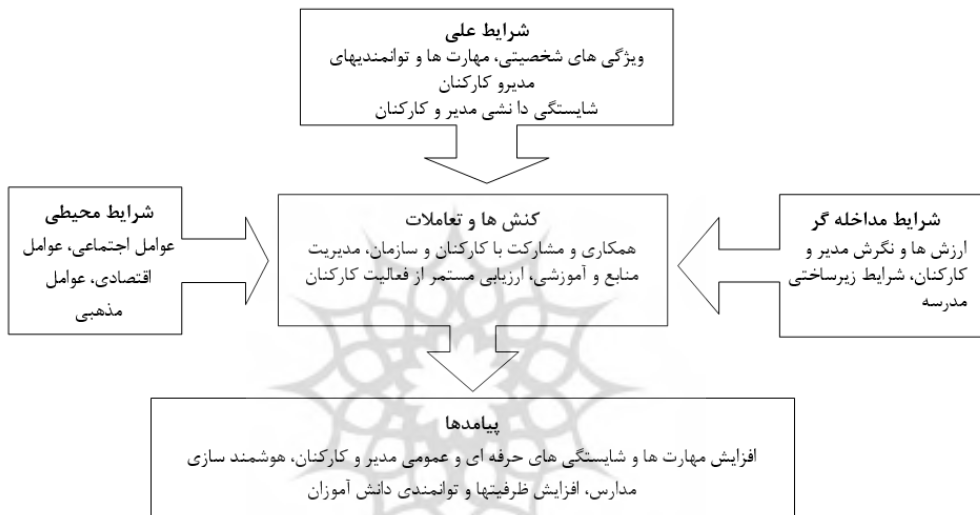 شرایط علی
ویژگی های شخصیتی، مهارت ها و توانمندیهای
مدیرو کارکنان
شایستگی دا نشی مدیر و کارکنان
شرایط مداخله گر
ارزش ها و نگرش مدیر و
کارکنان، شرایط زیرساختی
مدرسه
کنش ها و تعاملات
همکاری و مشارکت با کارکنان و سازمان، مدیریت
منابع و آموزشی، ارزیابی مستمر از فعالیت کارکنان
شرایط محیطی
عوامل اجتماعی، عوامل
اقتصادی، عوامل
مذهبی
پیامدها
افزایش مهارت ها و شایستگی های حرفه ای و عمومی مدیر و کارکنان، هوشمند سازی
مدارس، افزایش ظرفیتها و توانمندی دانش آموزان